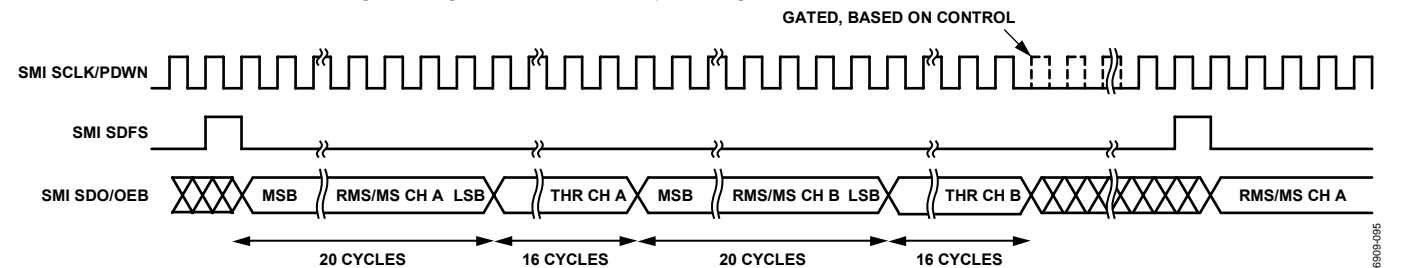 GATED, BASED ON CONTROL
SMI SCLK/PDWN
SMI SDFS
SMI SDO/OEB MSB RMS/MS CH A LSB THR CH A MSB RMS/MS CH B LSB THR CH B RMS/MS CH A
20 CYCLES 16 CYCLES 20 CYCLES 16 CYCLES
6909-095